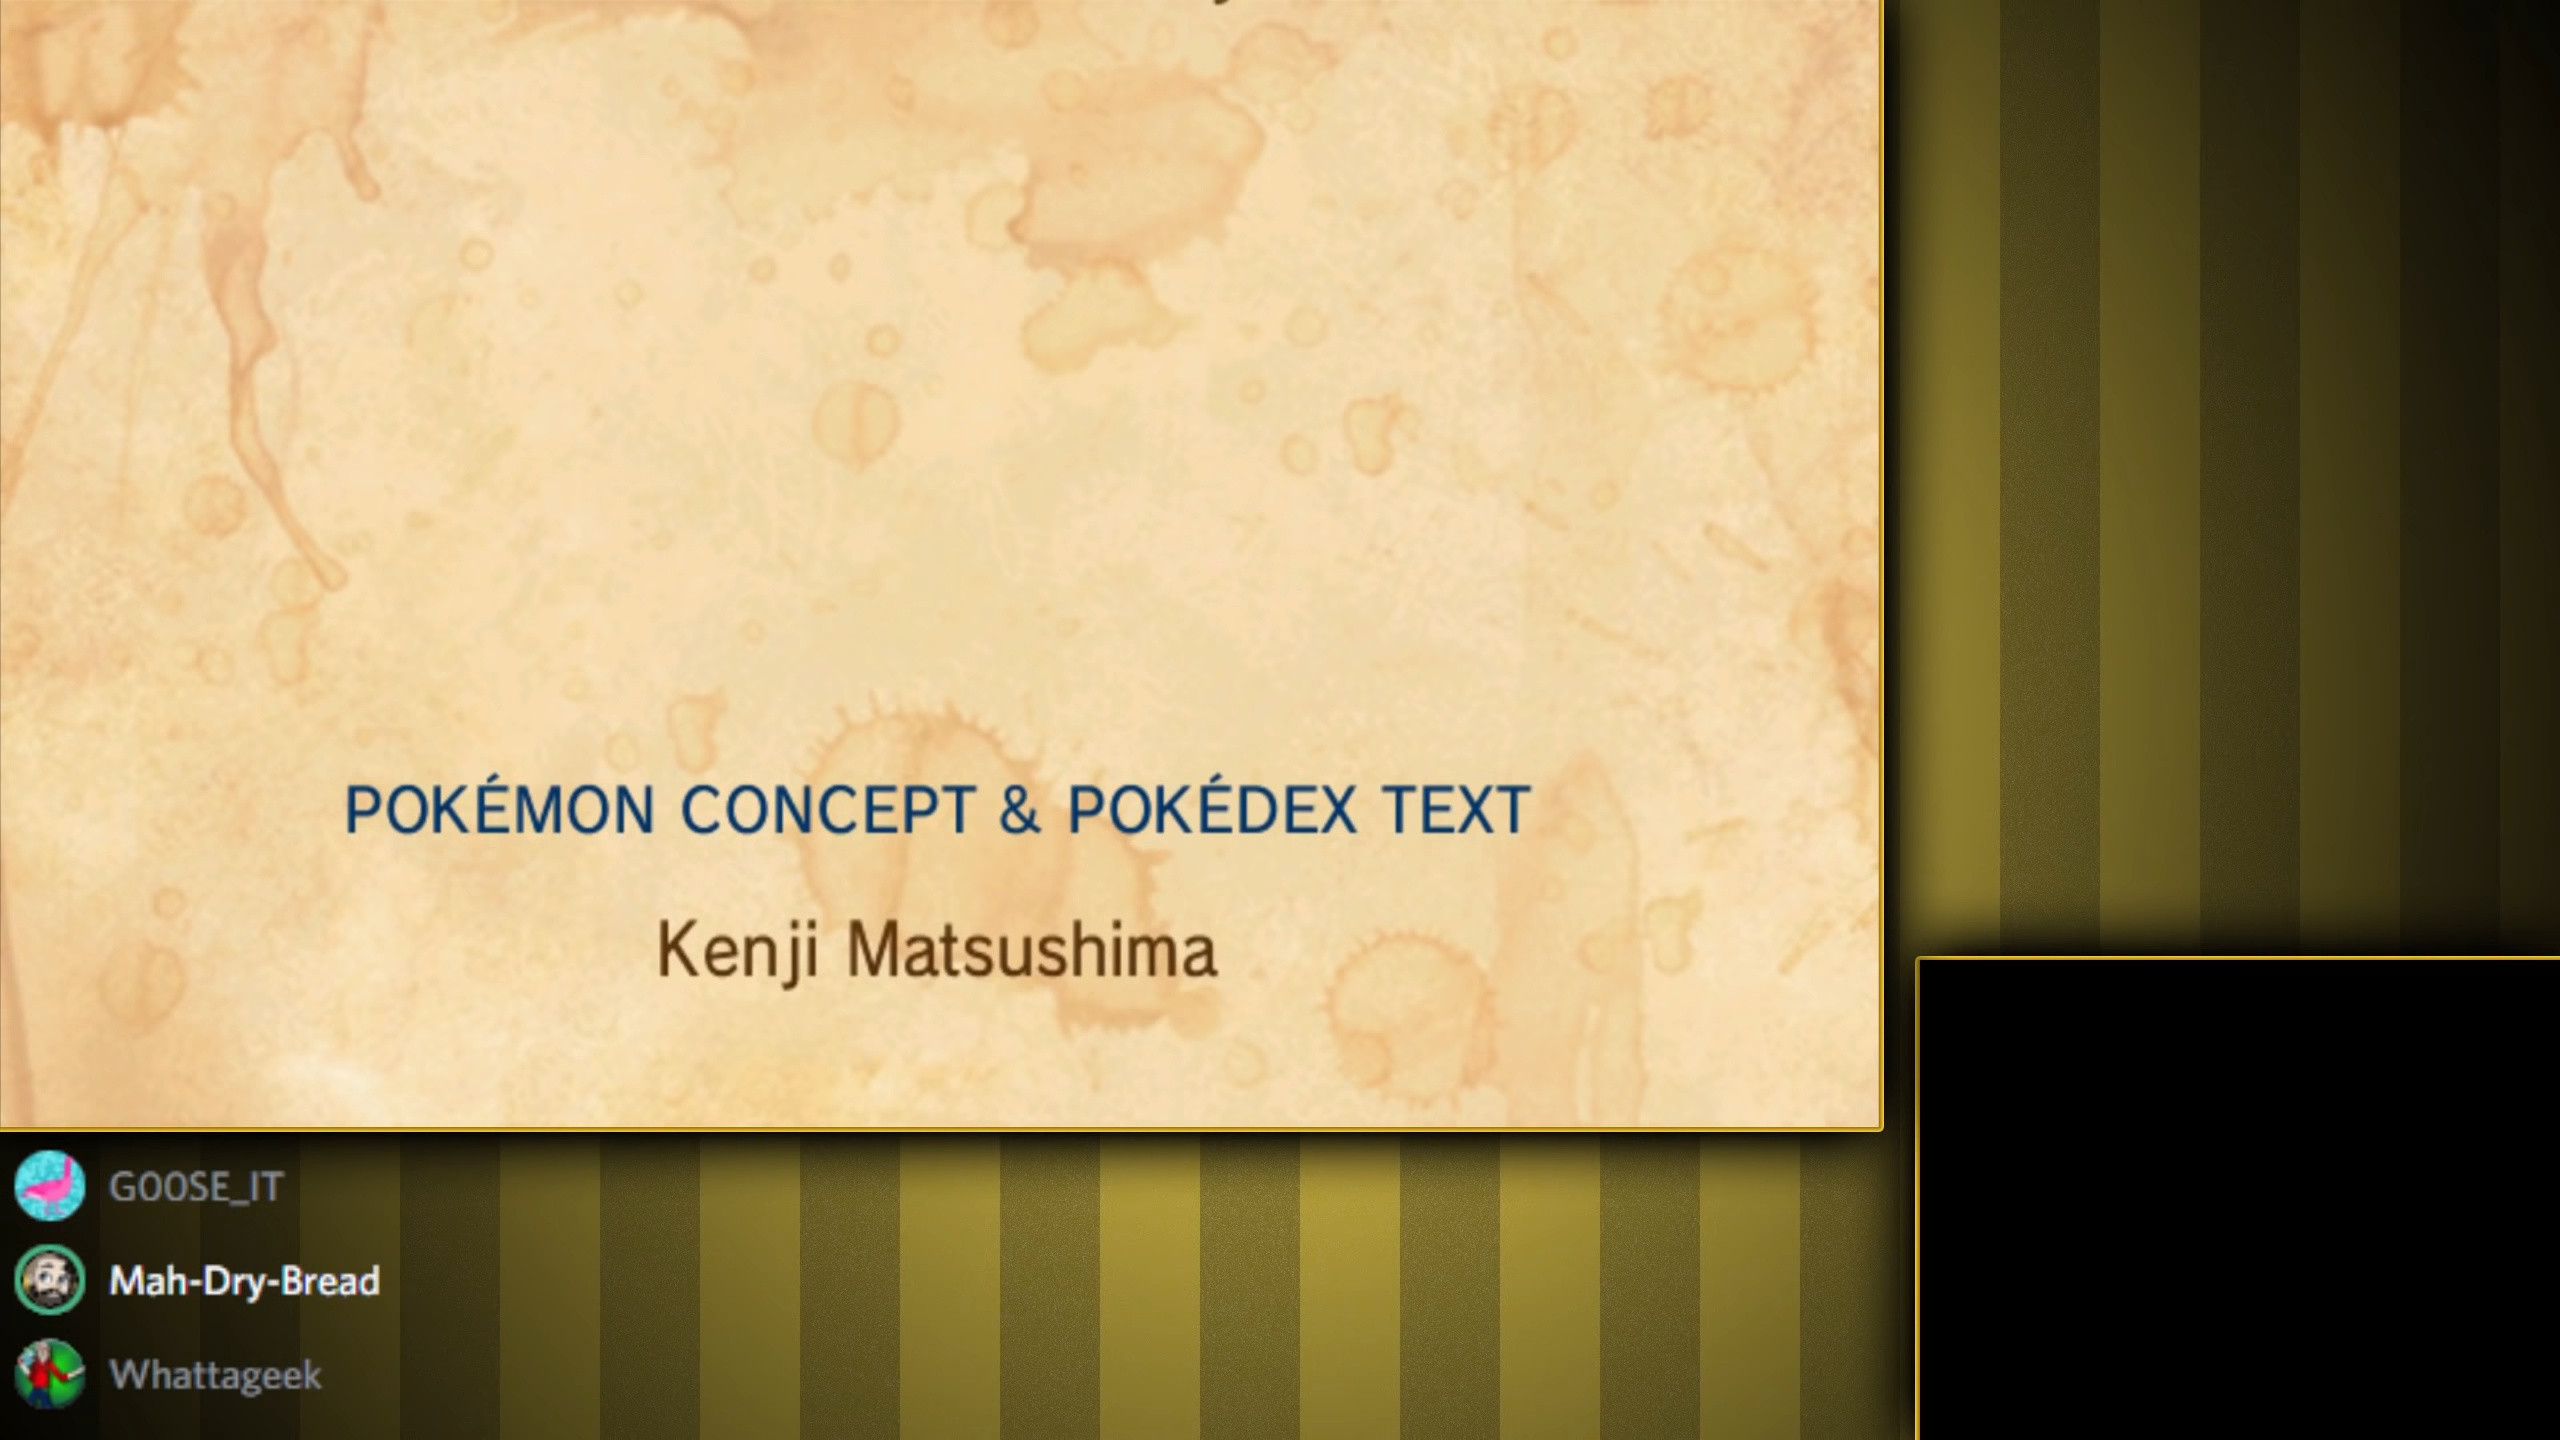 POKÉMON CONCEPT & POKÉDEX TEXT
Kenji Matsushima
GOOSE_IT
Mah-Dry-Bread
Whattageek